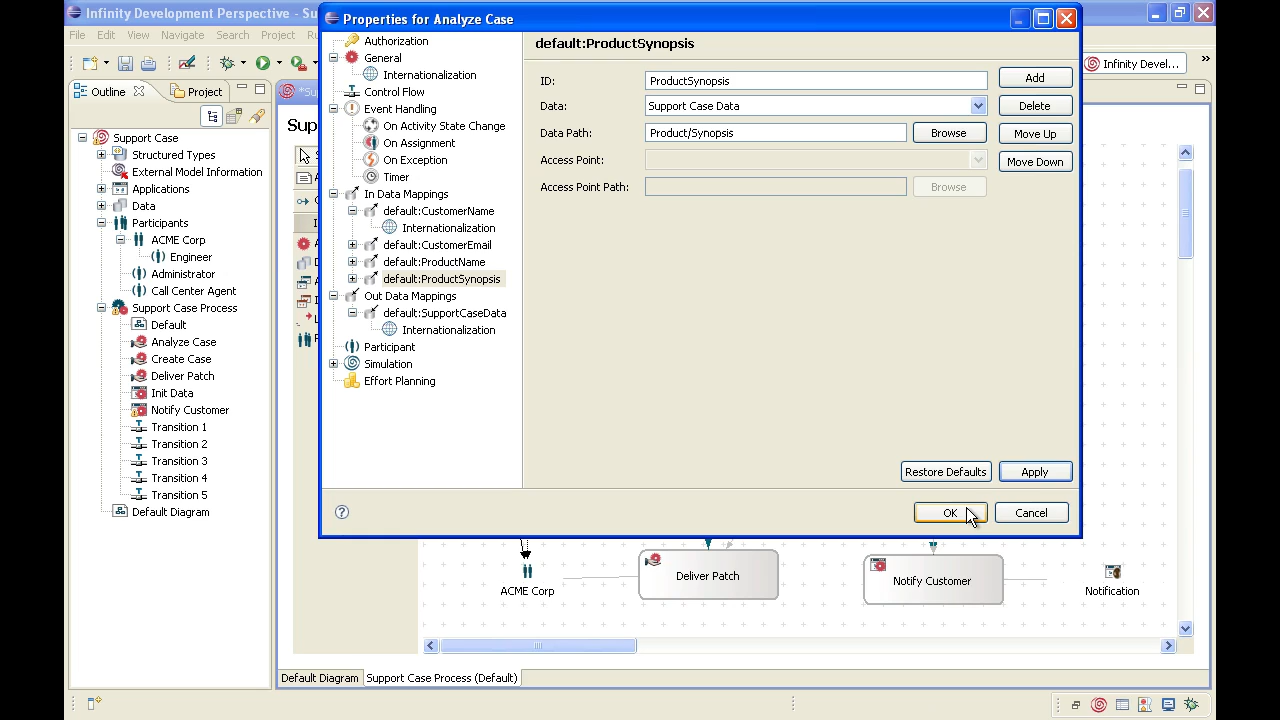 Infinity Development Perspective - Su
Properties for Analyze Case
File Edit View Navigate Search Project Ru
Infinity Devel...
Outline
Project
*Su
Sup
Support Case
Structured Types
External Model Information
Applications
Data
Participants
ACME Corp
Engineer
Administrator
Call Center Agent
Support Case Process
Default
Analyze Case
Create Case
Deliver Patch
Init Data
Notify Customer
Transition 1
Transition 2
Transition 3
Transition 4
Transition 5
Default Diagram
Authorization
General
Internationalization
Control Flow
Event Handling
On Activity State Change
On Assignment
On Exception
Timer
In Data Mappings
default:CustomerName
Internationalization
default:CustomerEmail
default:ProductName
default:ProductSynopsis
Out Data Mappings
default:SupportCaseData
Internationalization
Participant
Simulation
Effort Planning
default:ProductSynopsis
ID: ProductSynopsis Add
Data: Support Case Data Delete
Data Path: Product/Synopsis Browse Move Up
Access Point: Move Down
Access Point Path: Browse
Restore Defaults Apply
OK Cancel
ACME Corp
Deliver Patch
Notify Customer
Notification
Default Diagram Support Case Process (Default)